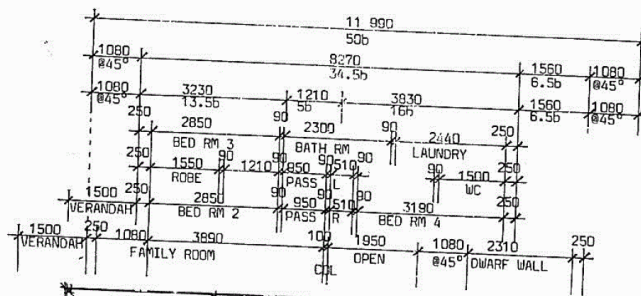 11 990
50b
1080 8270 1560 1080
@45° 34.5b 6.5b @45°
1080 3230 1210 3830 1560 1080
@45° 13.5b 5b 16b 6.5b @45°
250 2850 90 2300 90 2440 250
BED RM 3 BATH RM LAUNDRY
250 1550 90 1210 850 90 510 90 1500 250
ROBE PASS L WC
1500 250 2850 90 950 90 510 90 3190 250
VERANDAH BED RM 2 PASS R BED RM 4
1500 250 1080 3890 100 1950 1080 2310 250
VERANDAH FAMILY ROOM COL OPEN @45° DWARF WALL